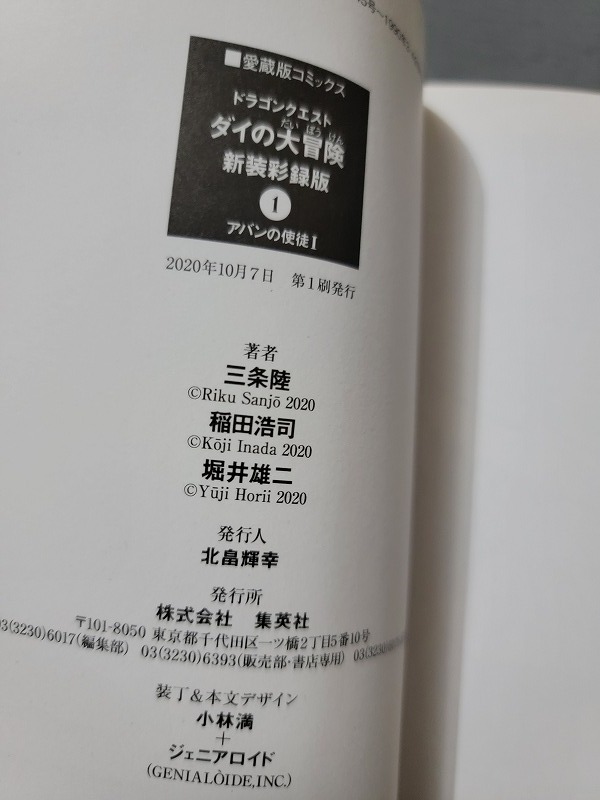 ■愛蔵版コミックス
ドラゴンクエスト
だい ぼう けん
ダイの大冒険
新装彩録版
1
アバンの使徒I
2020年10月7日 第1刷発行
著者
三条陸
©Riku Sanjō 2020
稲田浩司
©Kōji Inada 2020
堀井雄二
©Yūji Horii 2020
発行人
北畠輝幸
発行所
株式会社 集英社
〒101-8050 東京都千代田区一ツ橋2丁目5番10号
03(3230)6017(編集部) 03(3230)6393(販売部・書店専用) 03(
装丁&本文デザイン
小林満
+
ジェニアロイド
(GENIALÒIDE,INC.)